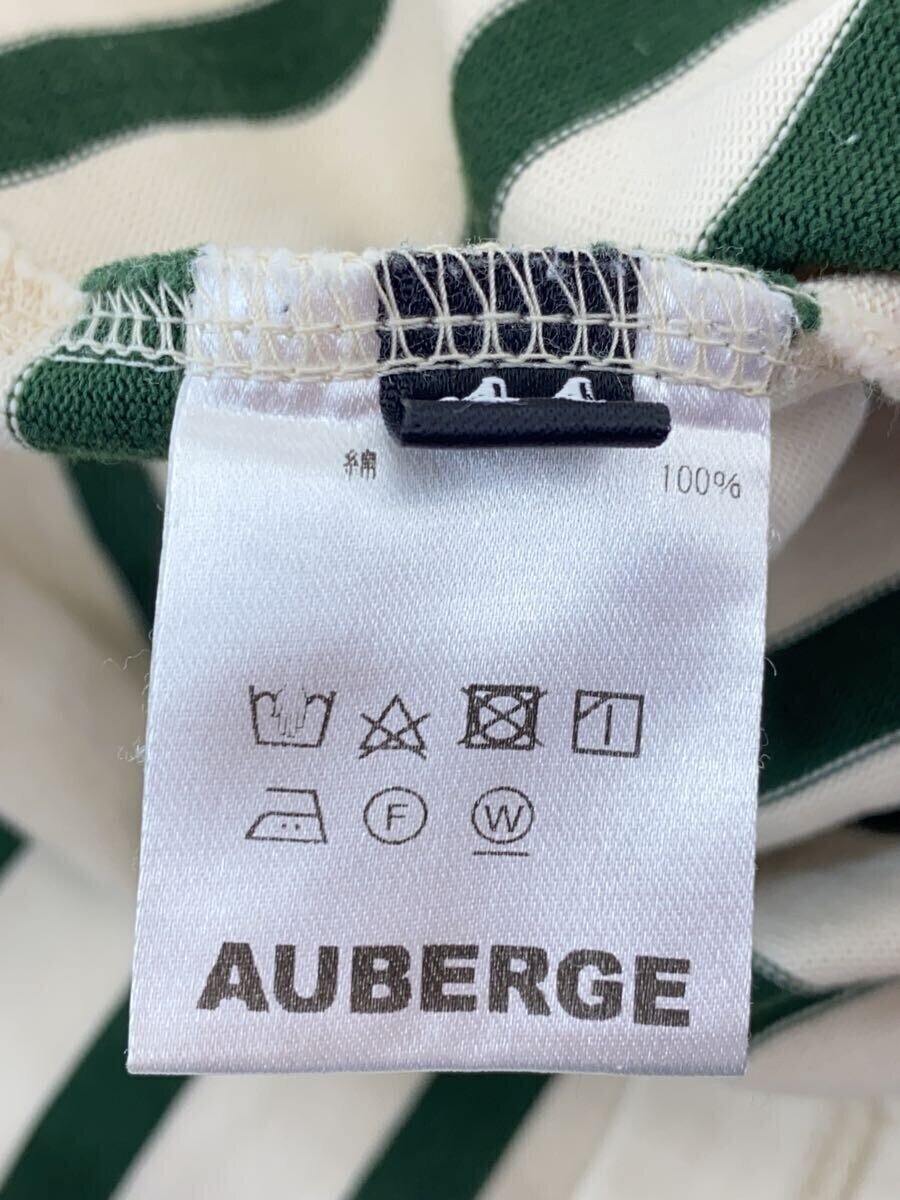 綿 100%
F W
AUBERGE